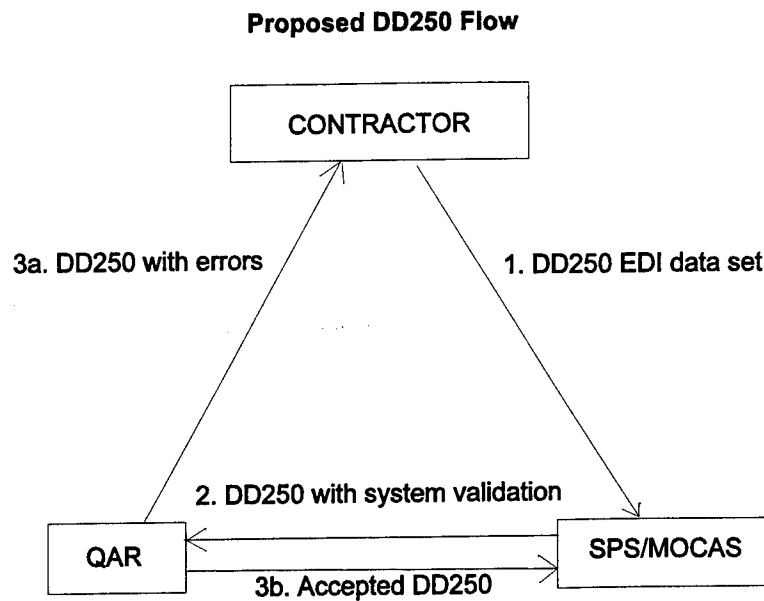 Proposed DD250 Flow
CONTRACTOR
3a. DD250 with errors
1. DD250 EDI data set
2. DD250 with system validation
QAR
SPS/MOCAS
3b. Accepted DD250